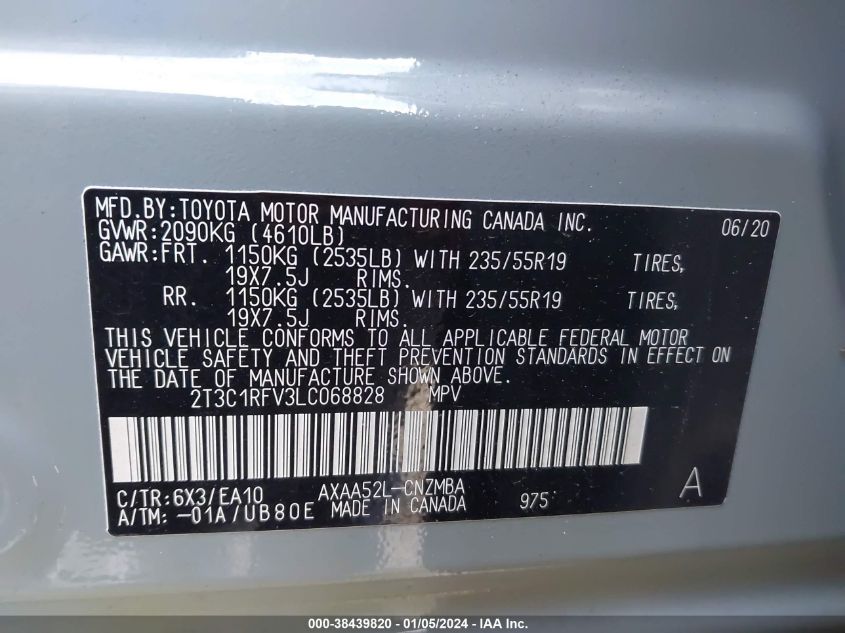 MFD.BY:TOYOTA MOTOR MANUFACTURING CANADA INC. 06/20
GVWR:2090KG (4610LB)
GAWR:FRT. 1150KG (2535LB) WITH 235/55R19 TIRES,
19X7.5J RIMS.
RR. 1150KG (2535LB) WITH 235/55R19 TIRES,
19X7.5J RIMS.
THIS VEHICLE CONFORMS TO ALL APPLICABLE FEDERAL MOTOR
VEHICLE SAFETY AND THEFT PREVENTION STANDARDS IN EFFECT ON
THE DATE OF MANUFACTURE SHOWN ABOVE.
2T3C1RFV3LC068828 MPV
C/TR:6X3/EA10 AXAA52L-CNZMBA
A/TM:-01A/UB80E MADE IN CANADA 975 A
000-38439820 - 01/05/2024 - IAA Inc.